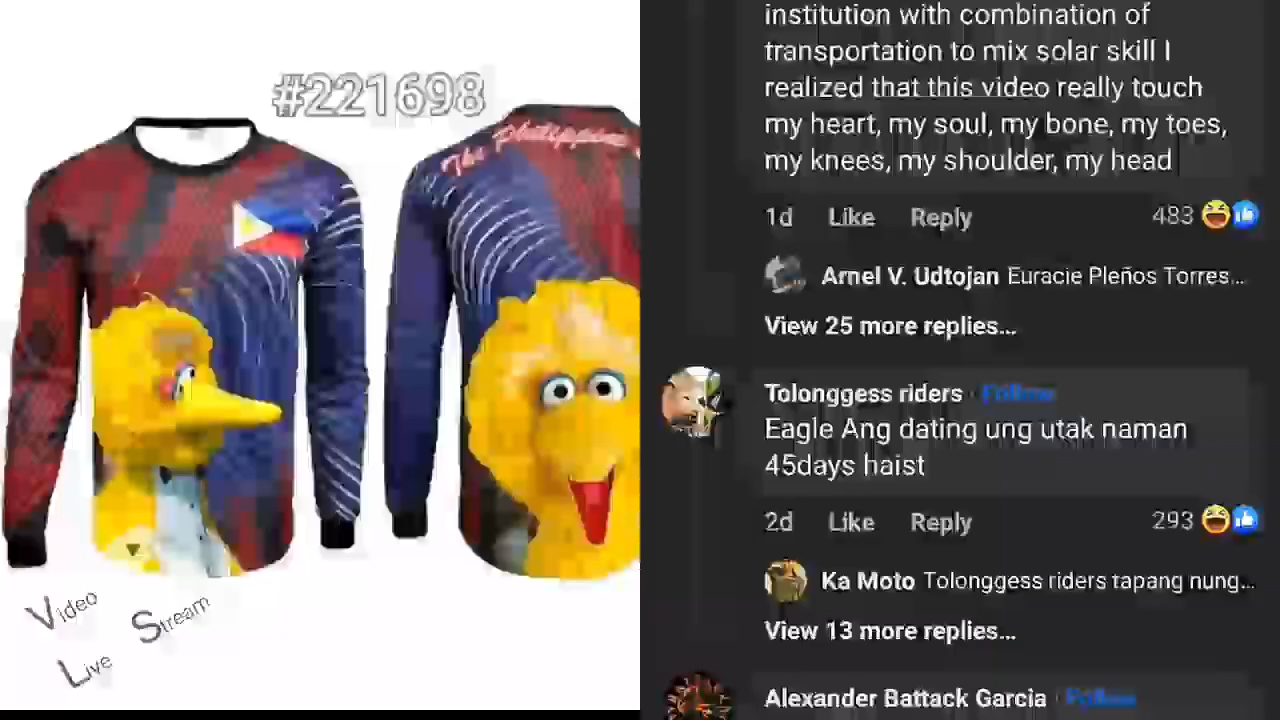 #221698
The Philippine
Video
Stream
Live
institution with combination of
transportation to mix solar skill I
realized that this video really touch
my heart, my soul, my bone, my toes,
my knees, my shoulder, my head
1d Like Reply 483
Arnel V. Udtojan Euracie Pleños Torres...
View 25 more replies...
Tolonggess riders · Follow
Eagle Ang dating ung utak naman
45days haist
2d Like Reply 293
Ka Moto Tolonggess riders tapang nung...
View 13 more replies...
Alexander Battack Garcia · Follow